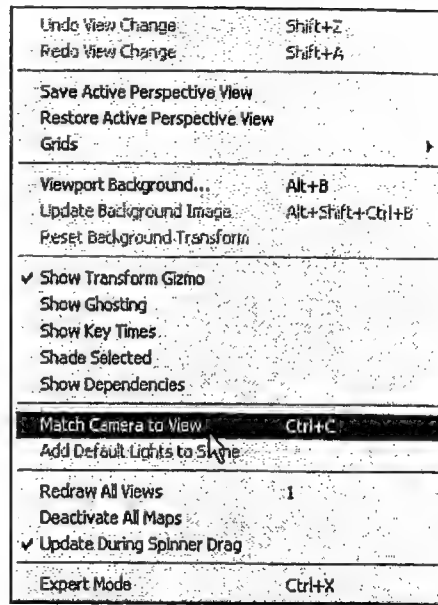 Undo View Change Shift+Z
Redo View Change Shift+A
Save Active Perspective View
Restore Active Perspective View
Grids
Viewport Background... Alt+B
Update Background Image Alt+Shift+Ctrl+B
Reset Background Transform
Show Transform Gizmo
Show Ghosting
Show Key Times
Shade Selected
Show Dependencies
Match Camera to View Ctrl+C
Add Default Lights to Scene
Redraw All Views 1
Deactivate All Maps
Update During Spinner Drag
Expert Mode Ctrl+X